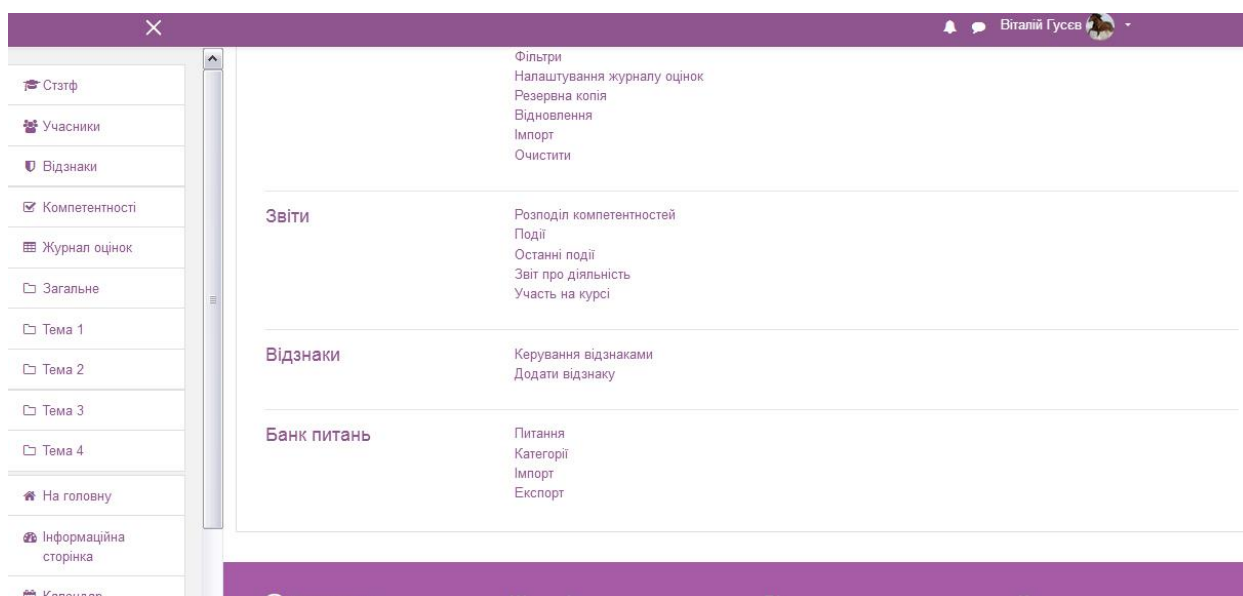 Віталій Гусєв
Стзтф
Учасники
Відзнаки
Компетентності
Журнал оцінок
Загальне
Тема 1
Тема 2
Тема 3
Тема 4
На головну
Інформаційна
сторінка
Календар
Фільтри
Налаштування журналу оцінок
Резервна копія
Відновлення
Імпорт
Очистити
Звіти
Розподіл компетентностей
Події
Останні події
Звіт про діяльність
Участь на курсі
Відзнаки
Керування відзнаками
Додати відзнаку
Банк питань
Питання
Категорії
Імпорт
Експорт